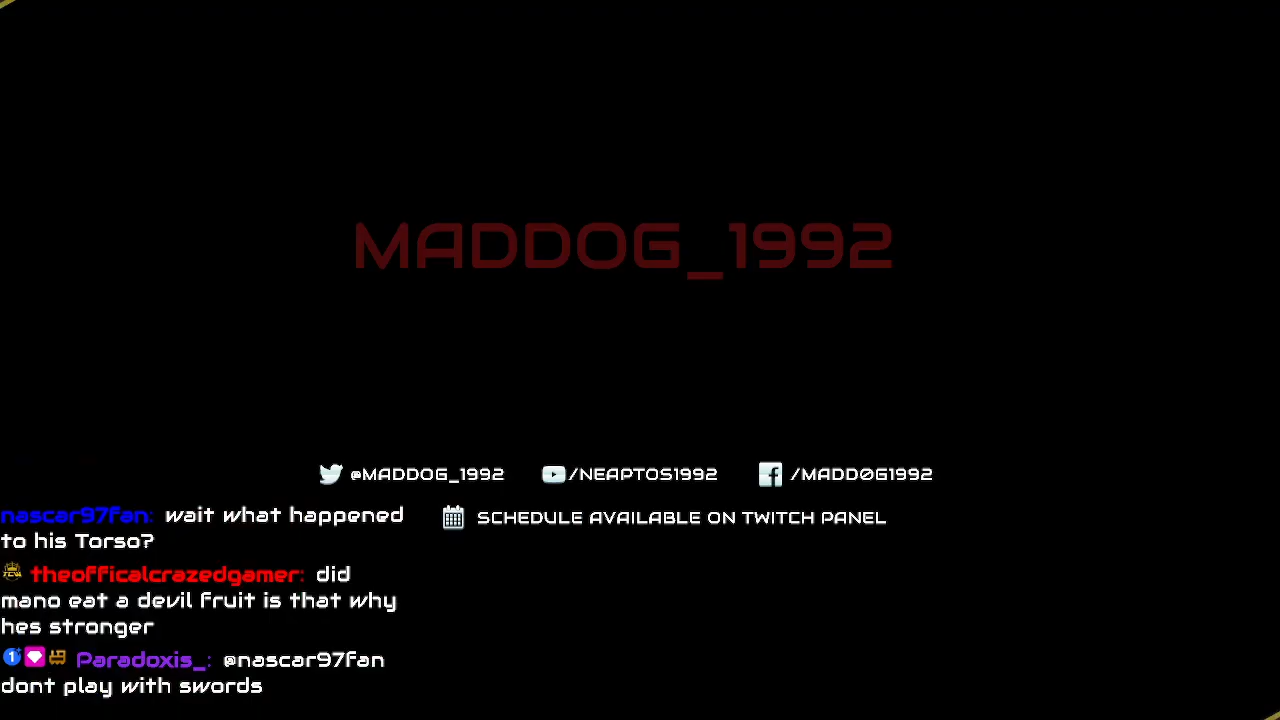 MADDOG_1992
@MADDOG_1992 /NEAPTOS1992 /MADD0G1992
SCHEDULE AVAILABLE ON TWITCH PANEL
nascar97fan: wait what happened
to his Torso?
theofficalcrazedgamer: did
mano eat a devil fruit is that why
hes stronger
Paradoxis_: @nascar97fan
dont play with swords